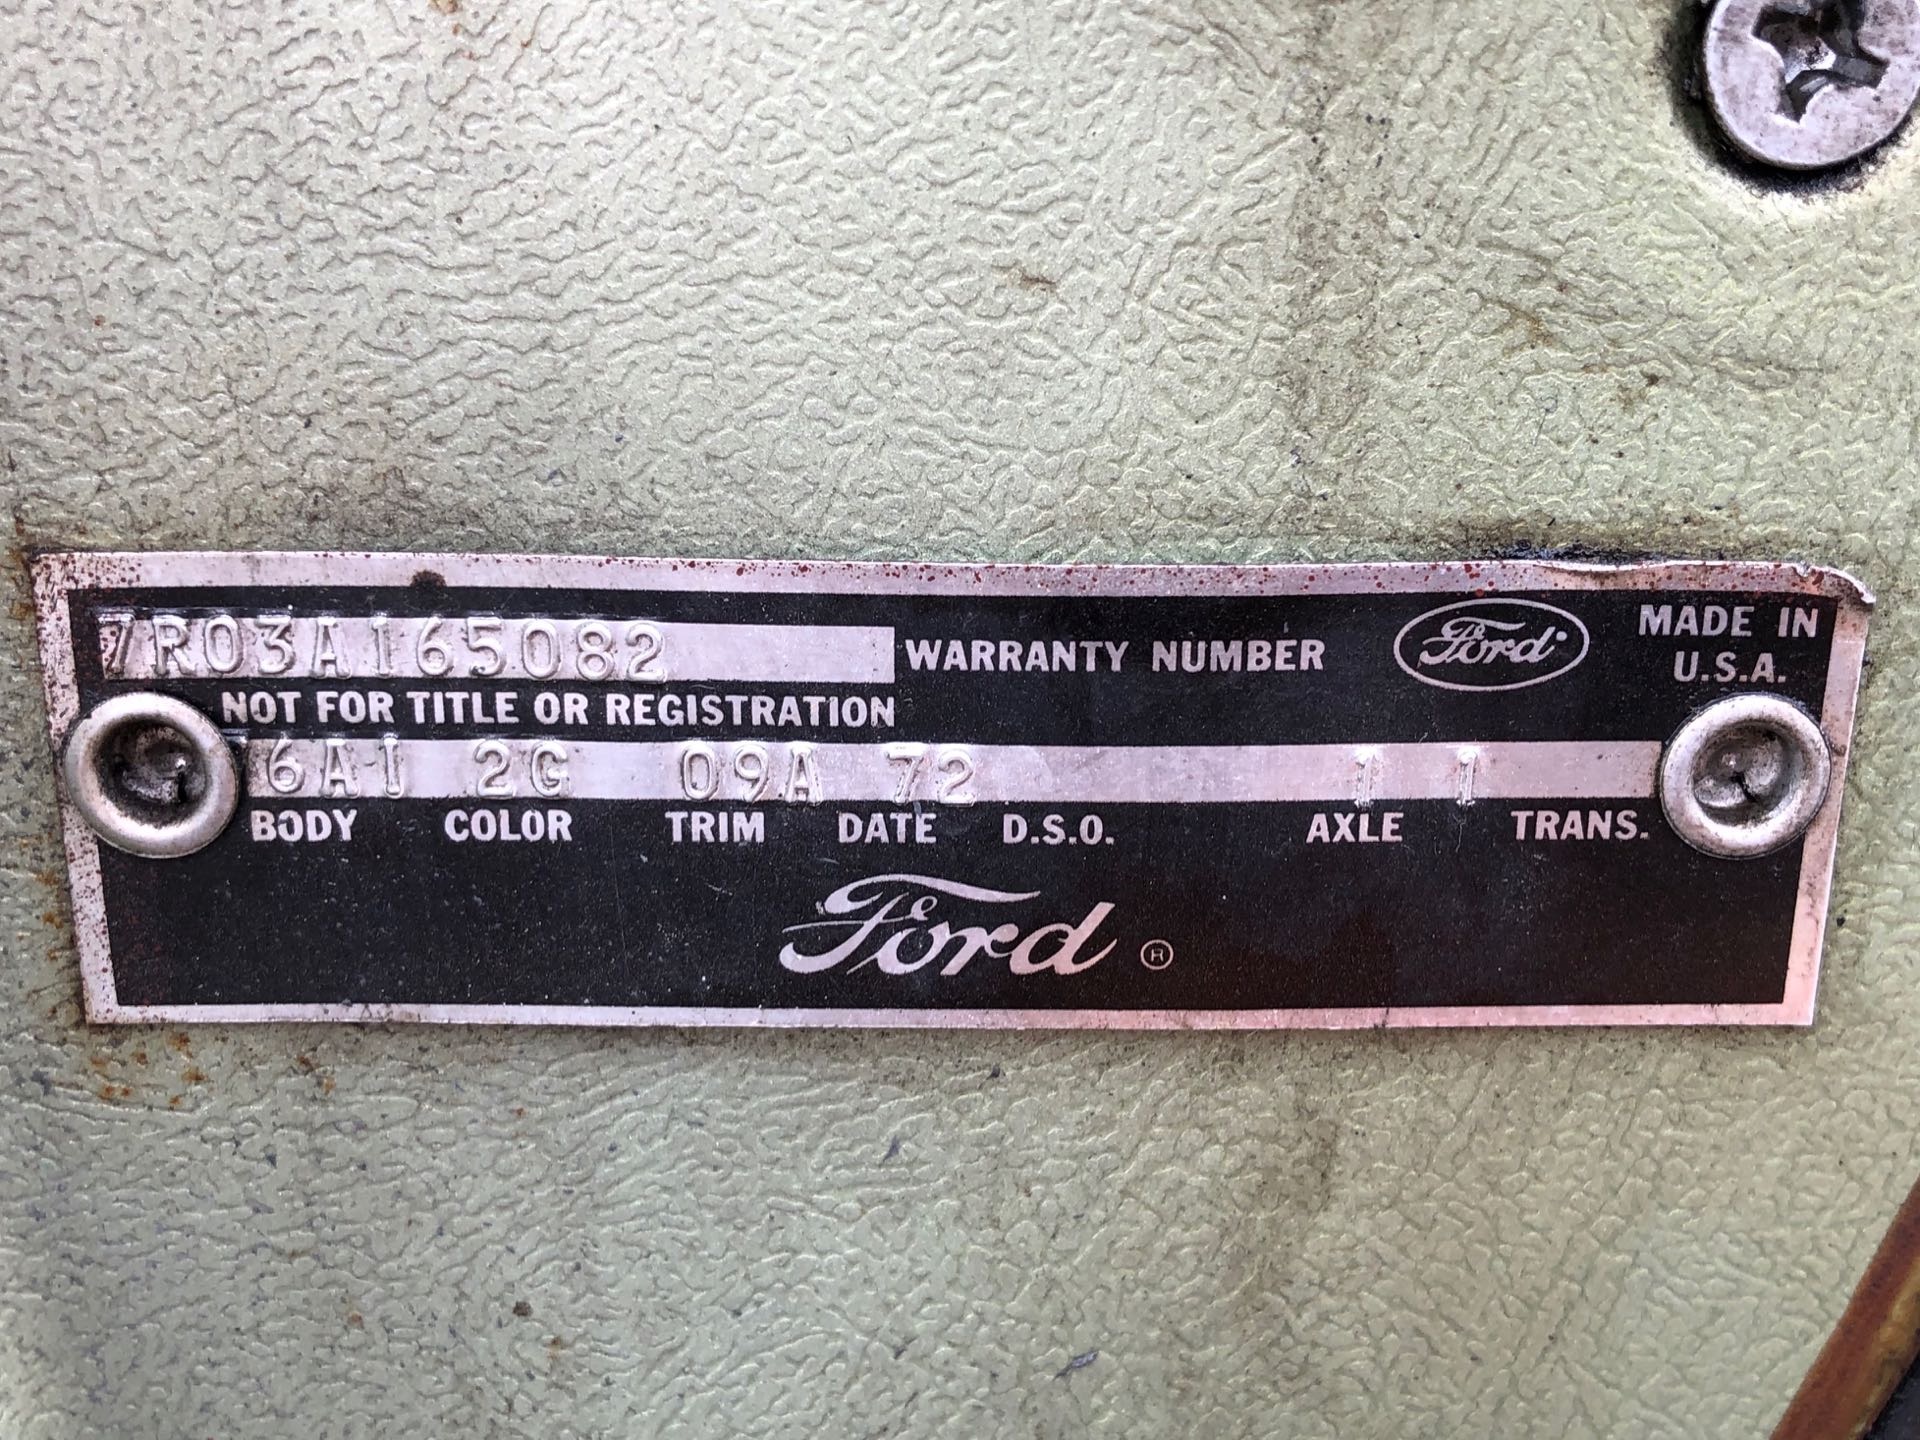 7R03A165082 WARRANTY NUMBER Ford MADE IN U.S.A.
NOT FOR TITLE OR REGISTRATION
76A1 2G 09A 72 1 1
BODY COLOR TRIM DATE D.S.O. AXLE TRANS.
Ford ®